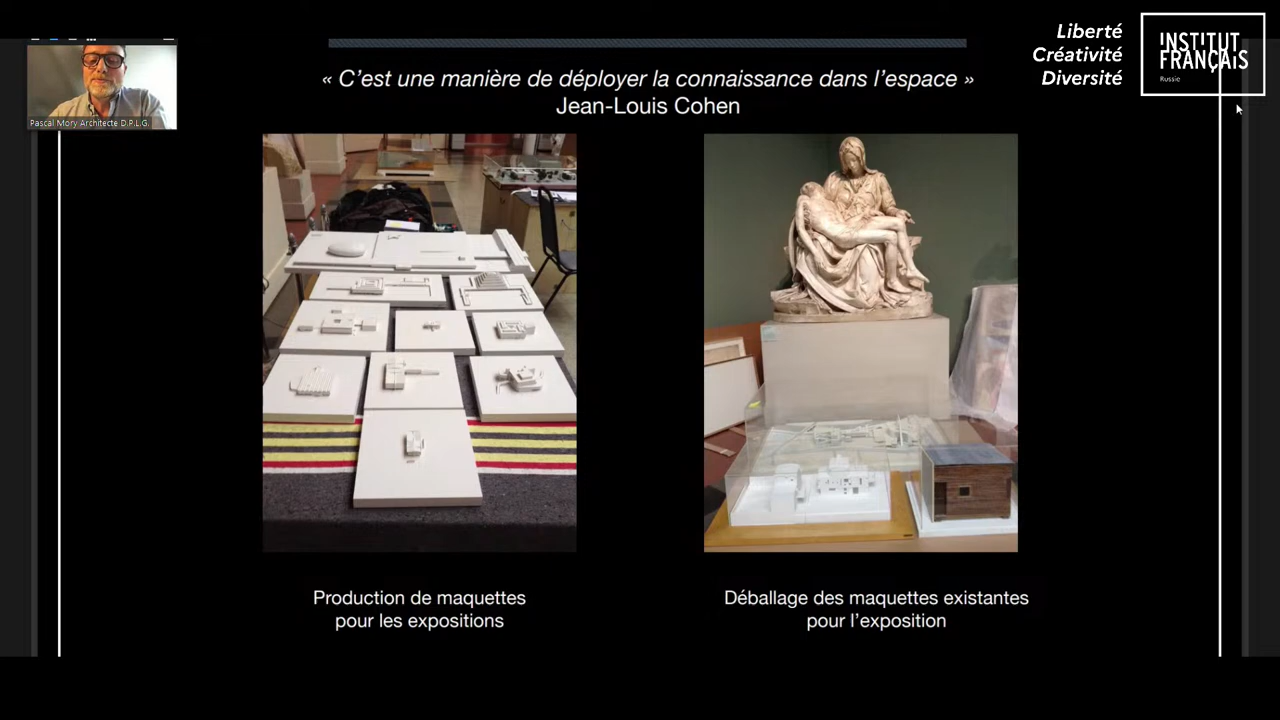 Liberté
Créativité
Diversité
INSTITUT
FRANÇAIS
Russie
Pascal Mory Architecte D.P.L.G.
« C’est une manière de déployer la connaissance dans l’espace »
Jean-Louis Cohen
Production de maquettes
pour les expositions
Déballage des maquettes existantes
pour l’exposition